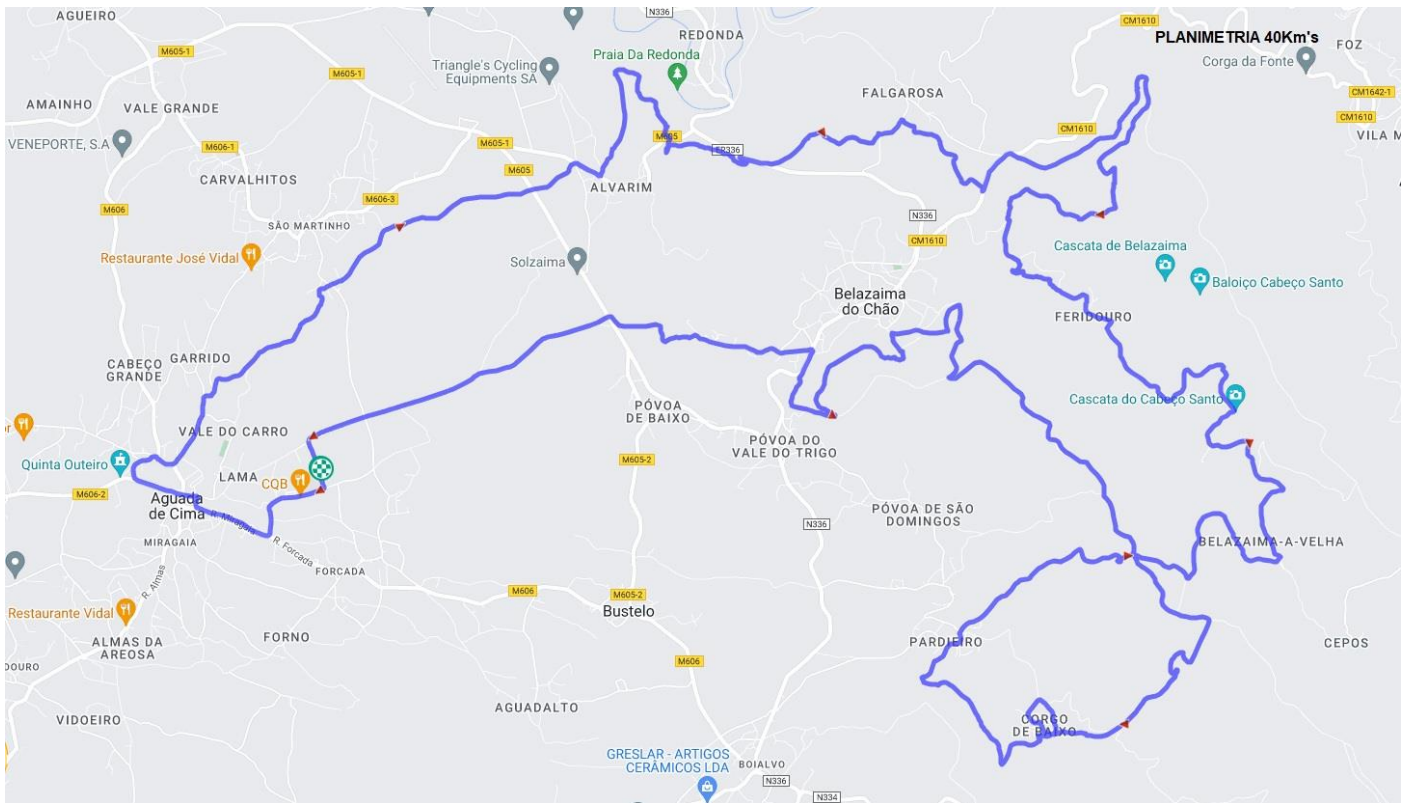 AGUEIRO
N336
REDONDA
CM1610
PLANIMETRIA 40Km's
FOZ
M605-1
Triangle's Cycling
Equipments SA
Praia Da Redonda
Corga da Fonte
M605-1
AMAINHO
VALE GRANDE
FALGAROSA
CM1642-1
CM1610
CM1610
VILA M
VENEPORTE, S.A
M606-1
M605-1
M605
M605
ER336
CARVALHITOS
ALVARIM
M606-3
M606
SÃO MARTINHO
N336
CM1610
Restaurante José Vidal
Solzaima
Cascata de Belazaima
Baloiço Cabeço Santo
Belazaima
do Chão
FERIDOURO
GARRIDO
CABEÇO
GRANDE
PÓVOA
DE BAIXO
Cascata do Cabeço Santo
VALE DO CARRO
PÓVOA DO
VALE DO TRIGO
Quinta Outeiro
M605-2
LAMA
CQB
M606-2
Aguada
de Cima
R. Miragaia
PÓVOA DE SÃO
DOMINGOS
N336
MIRAGAIA
R. Forcada
BELAZAIMA-A-VELHA
FORCADA
R. Almas
M606
M605-2
Bustelo
Restaurante Vidal
ALMAS DA
AREOSA
FORNO
PARDIEIRO
CEPOS
M606
DOURO
AGUADALTO
VIDOEIRO
CORGO
DE BAIXO
GRESLAR - ARTIGOS
CERÂMICOS LDA
BOIALVO
N336
N334